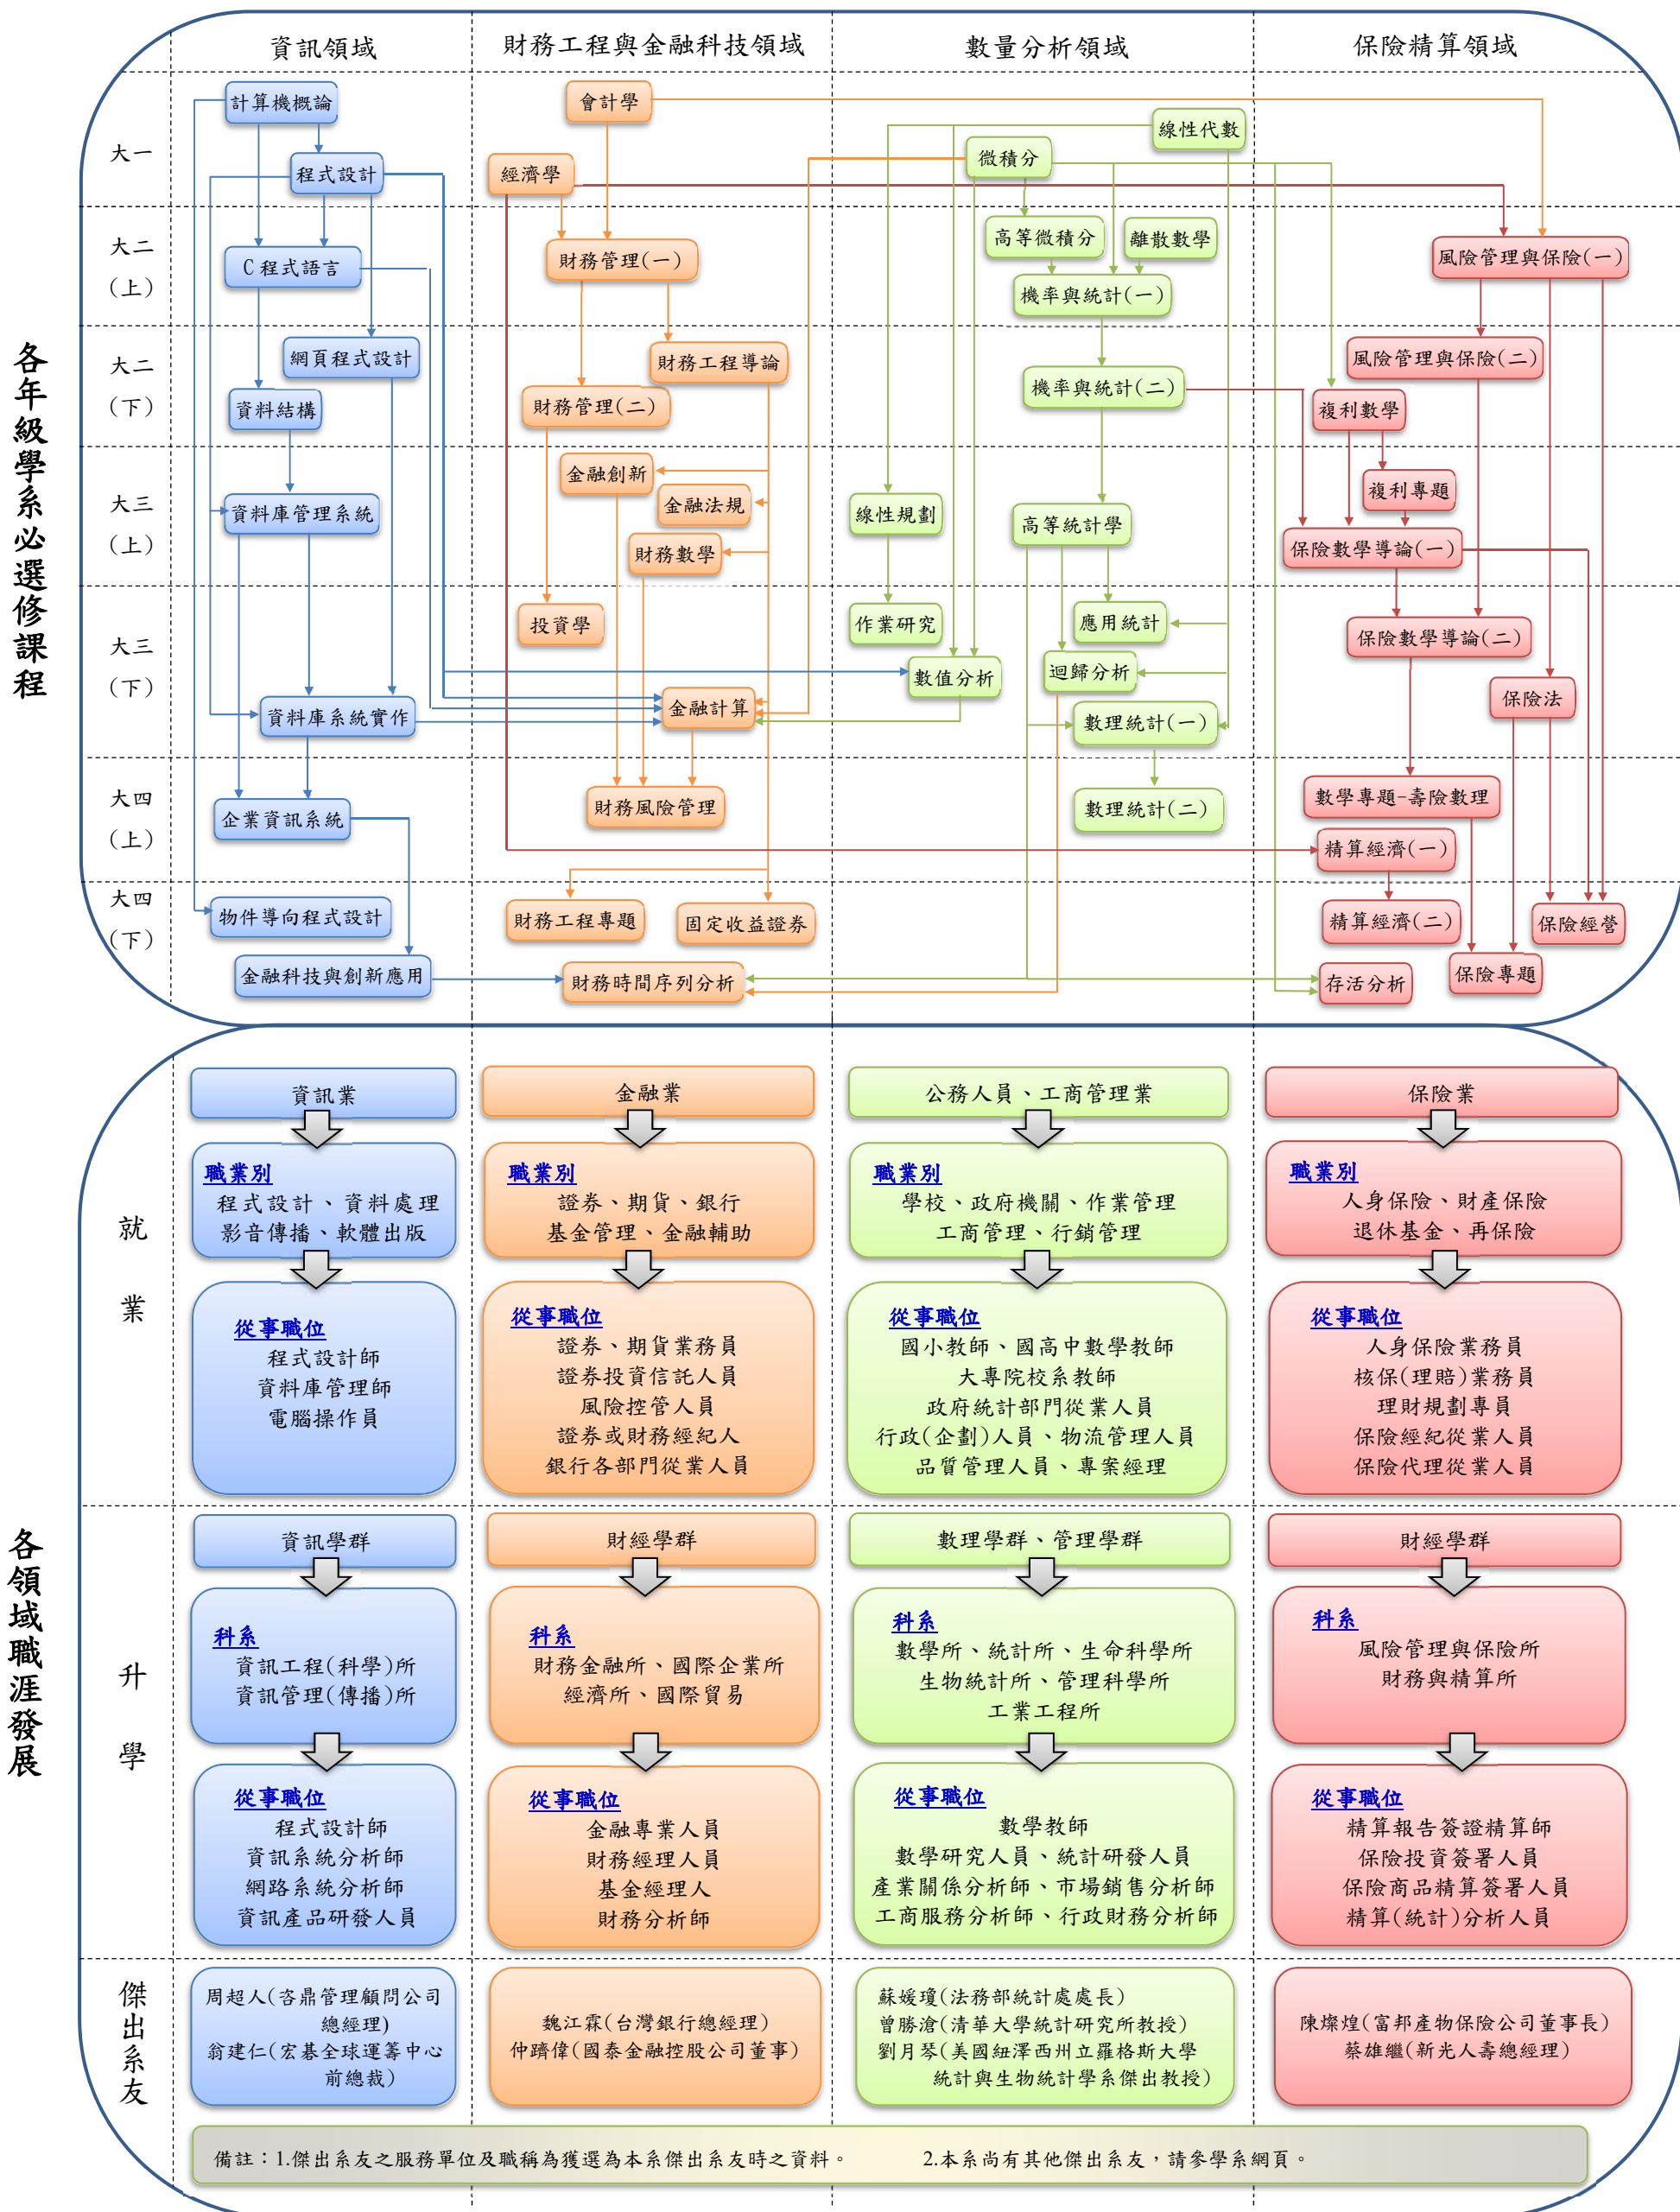 各年級學系必選修課程
資訊領域
財務工程與金融科技領域
數量分析領域
保險精算領域
大一
計算機概論
程式設計
會計學
經濟學
線性代數
微積分
大二
(上)
C程式語言
財務管理(一)
高等微積分
離散數學
機率與統計(一)
風險管理與保險(一)
大二
(下)
網頁程式設計
資料結構
財務工程導論
財務管理(二)
機率與統計(二)
風險管理與保險(二)
複利數學
大三
(上)
資料庫管理系統
金融創新
金融法規
財務數學
線性規劃
高等統計學
複利專題
保險數學導論(一)
大三
(下)
資料庫系統實作
投資學
金融計算
作業研究
數值分析
應用統計
迴歸分析
數理統計(一)
保險數學導論(二)
保險法
大四
(上)
企業資訊系統
財務風險管理
數理統計(二)
數學專題-壽險數理
精算經濟(一)
大四
(下)
物件導向程式設計
金融科技與創新應用
財務工程專題
固定收益證券
財務時間序列分析
精算經濟(二)
保險經營
保險專題
存活分析
各領域職涯發展
就業
資訊業
職業別
程式設計、資料處理
影音傳播、軟體出版
從事職位
程式設計師
資料庫管理師
電腦操作員
金融業
職業別
證券、期貨、銀行
基金管理、金融輔助
從事職位
證券、期貨業務員
證券投資信託人員
風險控管人員
證券或財務經紀人
銀行各部門從業人員
公務人員、工商管理業
職業別
學校、政府機關、作業管理
工商管理、行銷管理
從事職位
國小教師、國高中數學教師
大專院校系教師
政府統計部門從業人員
行政(企劃)人員、物流管理人員
品質管理人員、專案經理
保險業
職業別
人身保險、財產保險
退休基金、再保險
從事職位
人身保險業務員
核保(理賠)業務員
理財規劃專員
保險經紀從業人員
保險代理從業人員
升學
資訊學群
科系
資訊工程(科學)所
資訊管理(傳播)所
從事職位
程式設計師
資訊系統分析師
網路系統分析師
資訊產品研發人員
財經學群
科系
財務金融所、國際企業所
經濟所、國際貿易
從事職位
金融專業人員
財務經理人員
基金經理人
財務分析師
數理學群、管理學群
科系
數學所、統計所、生命科學所
生物統計所、管理科學所
工業工程所
從事職位
數學教師
數學研究人員、統計研發人員
產業關係分析師、市場銷售分析師
工商服務分析師、行政財務分析師
財經學群
科系
風險管理與保險所
財務與精算所
從事職位
精算報告簽證精算師
保險投資簽署人員
保險商品精算簽署人員
精算(統計)分析人員
傑出系友
周超人(咨鼎管理顧問公司
總經理)
翁建仁(宏碁全球運籌中心
前總裁)
魏江霖(台灣銀行總經理)
仲躋偉(國泰金融控股公司董事)
蘇媛瓊(法務部統計處處長)
曾勝滄(清華大學統計研究所教授)
劉月琴(美國紐澤西州立羅格斯大學
統計與生物統計學系傑出教授)
陳燦煌(富邦產物保險公司董事長)
蔡雄繼(新光人壽總經理)
備註：1.傑出系友之服務單位及職稱為獲選為本系傑出系友時之資料。 2.本系尚有其他傑出系友，請參學系網頁。